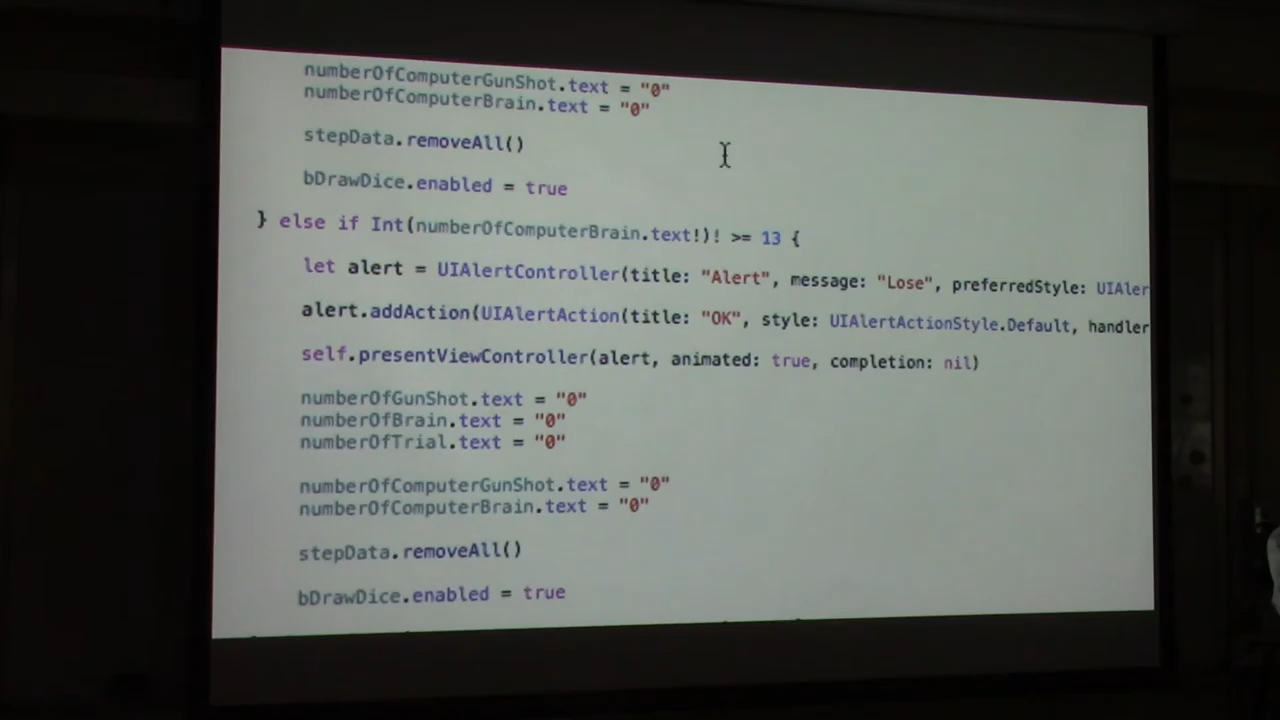 numberOfComputerGunShot.text = "0"
numberOfComputerBrain.text = "0"
stepData.removeAll()
bDrawDice.enabled = true
} else if Int(numberOfComputerBrain.text!)! >= 13 {
let alert = UIAlertController(title: "Alert", message: "Lose", preferredStyle: UIAler
alert.addAction(UIAlertAction(title: "OK", style: UIAlertActionStyle.Default, handler
self.presentViewController(alert, animated: true, completion: nil)
numberOfGunShot.text = "0"
numberOfBrain.text = "0"
numberOfTrial.text = "0"
numberOfComputerGunShot.text = "0"
numberOfComputerBrain.text = "0"
stepData.removeAll()
bDrawDice.enabled = true